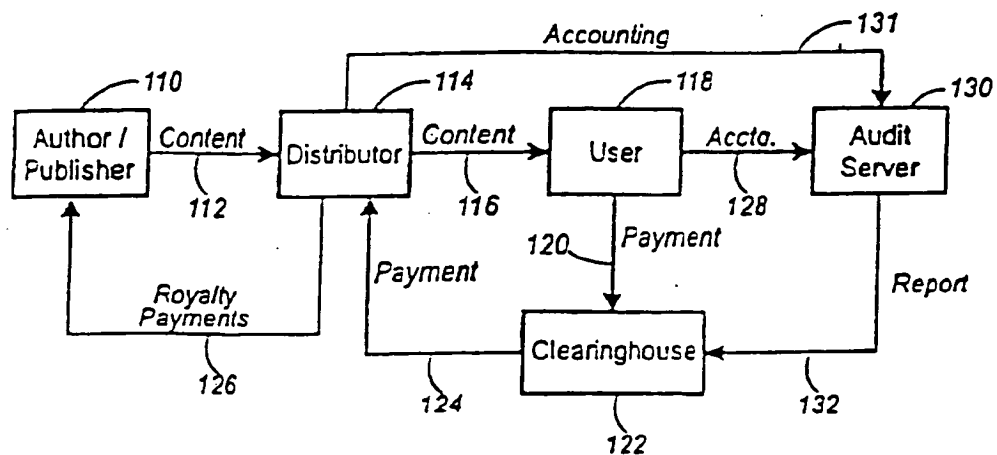 Accounting
131
110
114
118
130
Author /
Publisher
Content
Distributor
Content
User
Accta.
Audit
Server
112
116
128
120
Payment
Payment
Report
Royalty
Payments
Clearinghouse
126
124
132
122